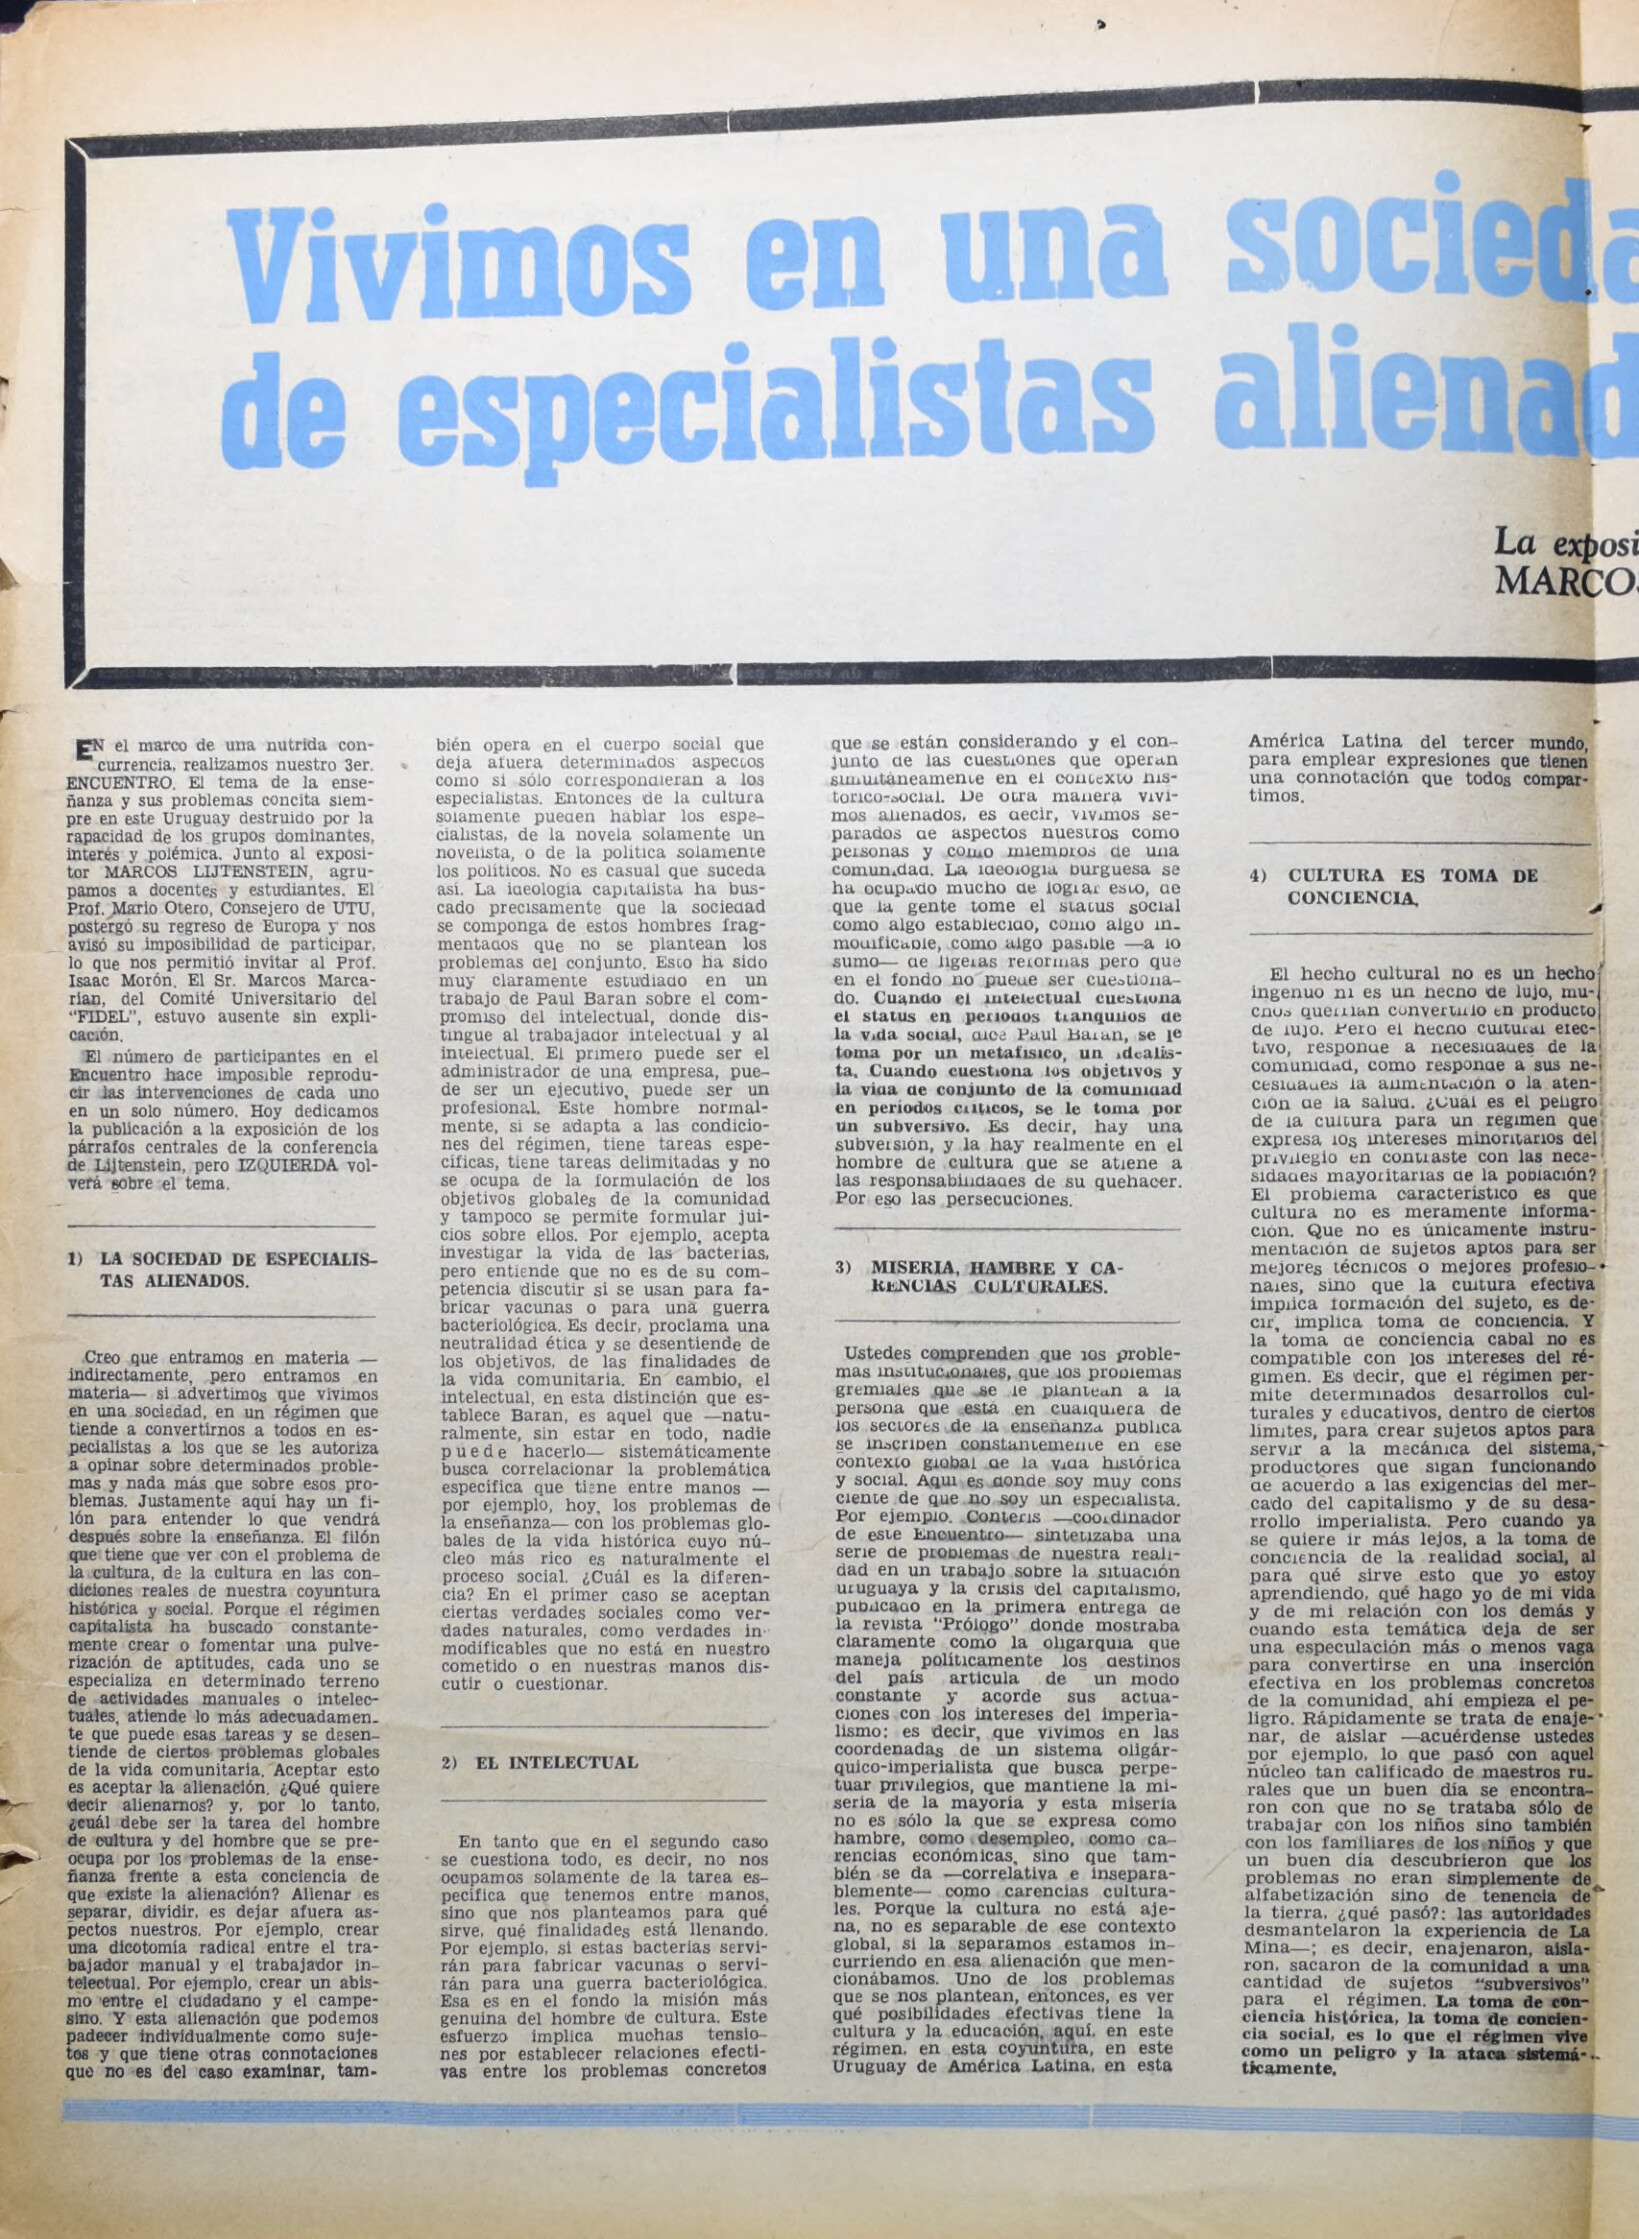 Vivimos en una socieda
de especialistas alienad
La exposi
MARCOS
EN el marco de una nutrida con-
currencia, realizamos nuestro 3er.
ENCUENTRO. El tema de la ense-
ñanza y sus problemas concita siem-
pre en este Uruguay destruido por la
rapacidad de los grupos dominantes,
interés y polémica. Junto al exposi-
tor MARCOS LIJTENSTEIN, agru-
pamos a docentes y estudiantes. El
Prof. Mario Otero, Consejero de UTU,
postergó su regreso de Europa y nos
avisó su imposibilidad de participar,
lo que nos permitió invitar al Prof.
Isaac Morón. El Sr. Marcos Marca-
rian, del Comité Universitario del
"FIDEL", estuvo ausente sin expli-
cación.
El número de participantes en el
Encuentro hace imposible reprodu-
cir las intervenciones de cada uno
en un solo número. Hoy dedicamos
la publicación a la exposición de los
párrafos centrales de la conferencia
de Lijtenstein, pero IZQUIERDA vol-
verá sobre el tema.
1) LA SOCIEDAD DE ESPECIALIS-
TAS ALIENADOS.
Creo que entramos en materia —
indirectamente, pero entramos en
materia— si advertimos que vivimos
en una sociedad, en un régimen que
tiende a convertirnos a todos en es-
pecialistas a los que se les autoriza
a opinar sobre determinados proble-
mas y nada más que sobre esos pro-
blemas. Justamente aquí hay un fi-
lón para entender lo que vendrá
después sobre la enseñanza. El filón
que tiene que ver con el problema de
la cultura, de la cultura en las con-
diciones reales de nuestra coyuntura
histórica y social. Porque el régimen
capitalista ha buscado constante-
mente crear o fomentar una pulve-
rización de aptitudes, cada uno se
especializa en determinado terreno
de actividades manuales o intelec-
tuales, atiende lo más adecuadamen-
te que puede esas tareas y se desen-
tiende de ciertos problemas globales
de la vida comunitaria. Aceptar esto
es aceptar la alienación. ¿Qué quiere
decir alienarnos? y, por lo tanto,
¿cuál debe ser la tarea del hombre
de cultura y del hombre que se pre-
ocupa por los problemas de la ense-
ñanza frente a esta conciencia de
que existe la alienación? Alienar es
separar, dividir, es dejar afuera as-
pectos nuestros. Por ejemplo, crear
una dicotomía radical entre el tra-
bajador manual y el trabajador in-
telectual. Por ejemplo, crear un abis-
mo entre el ciudadano y el campe-
sino. Y esta alienación que podemos
padecer individualmente como suje-
tos y que tiene otras connotaciones
que no es del caso examinar, tam-
bién opera en el cuerpo social que
deja afuera determinados aspectos
como si sólo correspondieran a los
especialistas. Entonces de la cultura
solamente pueden hablar los espe-
cialistas, de la novela solamente un
novelista, o de la política solamente
los políticos. No es casual que suceda
así. La ideología capitalista ha bus-
cado precisamente que la sociedad
se componga de estos hombres frag-
mentados que no se plantean los
problemas del conjunto. Esto ha sido
muy claramente estudiado en un
trabajo de Paul Baran sobre el com-
promiso del intelectual, donde dis-
tingue al trabajador intelectual y al
intelectual. El primero puede ser el
administrador de una empresa, pue-
de ser un ejecutivo, puede ser un
profesional. Este hombre normal-
mente, si se adapta a las condicio-
nes del régimen, tiene tareas espe-
cíficas, tiene tareas delimitadas y no
se ocupa de la formulación de los
objetivos globales de la comunidad
y tampoco se permite formular jui-
cios sobre ellos. Por ejemplo, acepta
investigar la vida de las bacterias,
pero entiende que no es de su com-
petencia discutir si se usan para fa-
bricar vacunas o para una guerra
bacteriológica. Es decir, proclama una
neutralidad ética y se desentiende de
los objetivos, de las finalidades de
la vida comunitaria. En cambio, el
intelectual, en esta distinción que es-
tablece Baran, es aquel que —natu-
ralmente, sin estar en todo, nadie
puede hacerlo— sistemáticamente
busca correlacionar la problemática
específica que tiene entre manos —
por ejemplo, hoy, los problemas de
la enseñanza— con los problemas glo-
bales de la vida histórica cuyo nú-
cleo más rico es naturalmente el
proceso social. ¿Cuál es la diferen-
cia? En el primer caso se aceptan
ciertas verdades sociales como ver-
dades naturales, como verdades in-
modificables que no está en nuestro
cometido o en nuestras manos dis-
cutir o cuestionar.
2) EL INTELECTUAL
En tanto que en el segundo caso
se cuestiona todo, es decir, no nos
ocupamos solamente de la tarea es-
pecífica que tenemos entre manos,
sino que nos planteamos para qué
sirve, qué finalidades está llenando.
Por ejemplo, si estas bacterias servi-
rán para fabricar vacunas o servi-
rán para una guerra bacteriológica.
Esa es en el fondo la misión más
genuina del hombre de cultura. Este
esfuerzo implica muchas tensio-
nes por establecer relaciones efecti-
vas entre los problemas concretos
que se están considerando y el con-
junto de las cuestiones que operan
simultáneamente en el contexto his-
tórico-social. De otra manera vivi-
mos alienados, es decir, vivimos se-
parados de aspectos nuestros como
personas y como miembros de una
comunidad. La ideología burguesa se
ha ocupado mucho de lograr esto, de
que la gente tome el status social
como algo establecido, como algo in-
modificable, como algo pasible —a lo
sumo— de ligeras reformas pero que
en el fondo no puede ser cuestiona-
do. Cuando el intelectual cuestiona
el status en períodos tranquilos de
la vida social, dice Paul Baran, se le
toma por un metafísico, un idealis-
ta. Cuando cuestiona los objetivos y
la vida de conjunto de la comunidad
en períodos críticos, se le toma por
un subversivo. Es decir, hay una
subversión, y la hay realmente en el
hombre de cultura que se atiene a
las responsabilidades de su quehacer.
Por eso las persecuciones.
3) MISERIA, HAMBRE Y CA-
RENCIAS CULTURALES.
Ustedes comprenden que los proble-
mas institucionales, que los problemas
gremiales que se le plantean a la
persona que está en cualquiera de
los sectores de la enseñanza pública
se inscriben constantemente en ese
contexto global de la vida histórica
y social. Aquí es donde soy muy cons
ciente de que no soy un especialista.
Por ejemplo. Conteris —coordinador
de este Encuentro— sintetizaba una
serie de problemas de nuestra reali-
dad en un trabajo sobre la situación
uruguaya y la crisis del capitalismo,
publicado en la primera entrega de
la revista "Prólogo" donde mostraba
claramente como la oligarquía que
maneja políticamente los destinos
del país articula de un modo
constante y acorde sus actua-
ciones con los intereses del imperia-
lismo; es decir, que vivimos en las
coordenadas de un sistema oligár-
quico-imperialista que busca perpe-
tuar privilegios, que mantiene la mi-
seria de la mayoría y esta miseria
no es sólo la que se expresa como
hambre, como desempleo, como ca-
rencias económicas, sino que tam-
bién se da —correlativa e insepara-
blemente— como carencias cultura-
les. Porque la cultura no está aje-
na, no es separable de ese contexto
global, si la separamos estamos in-
curriendo en esa alienación que men-
cionábamos. Uno de los problemas
que se nos plantean, entonces, es ver
qué posibilidades efectivas tiene la
cultura y la educación, aquí, en este
régimen, en esta coyuntura, en este
Uruguay de América Latina, en esta
América Latina del tercer mundo,
para emplear expresiones que tienen
una connotación que todos compar-
timos.
4) CULTURA ES TOMA DE
CONCIENCIA.
El hecho cultural no es un hecho
ingenuo ni es un hecho de lujo, mu-
chos querrían convertirlo en producto
de lujo. Pero el hecho cultural efec-
tivo, responde a necesidades de la
comunidad, como responde a sus ne-
cesidades la alimentación o la aten-
ción de la salud. ¿Cuál es el peligro
de la cultura para un régimen que
expresa los intereses minoritarios del
privilegio en contraste con las nece-
sidades mayoritarias de la población?
El problema característico es que
cultura no es meramente informa-
ción. Que no es únicamente instru-
mentación de sujetos aptos para ser
mejores técnicos o mejores profesio-
nales, sino que la cultura efectiva
implica formación del sujeto, es de-
cir, implica toma de conciencia. Y
la toma de conciencia cabal no es
compatible con los intereses del ré-
gimen. Es decir, que el régimen per-
mite determinados desarrollos cul-
turales y educativos, dentro de ciertos
límites, para crear sujetos aptos para
servir a la mecánica del sistema,
productores que sigan funcionando
de acuerdo a las exigencias del mer-
cado del capitalismo y de su desa-
rrollo imperialista. Pero cuando ya
se quiere ir más lejos, a la toma de
conciencia de la realidad social, al
para qué sirve esto que yo estoy
aprendiendo, qué hago yo de mi vida
y de mi relación con los demás y
cuando esta temática deja de ser
una especulación más o menos vaga
para convertirse en una inserción
efectiva en los problemas concretos
de la comunidad, ahí empieza el pe-
ligro. Rápidamente se trata de enaje-
nar, de aislar —acuérdense ustedes
por ejemplo, lo que pasó con aquel
núcleo tan calificado de maestros ru-
rales que un buen día se encontra-
ron con que no se trataba sólo de
trabajar con los niños sino también
con los familiares de los niños y que
un buen día descubrieron que los
problemas no eran simplemente de
alfabetización sino de tenencia de
la tierra, ¿qué pasó?: las autoridades
desmantelaron la experiencia de La
Mina—; es decir, enajenaron, aisla-
ron, sacaron de la comunidad a una
cantidad de sujetos "subversivos"
para el régimen. La toma de con-
ciencia histórica, la toma de concien-
cia social, es lo que el régimen vive
como un peligro y la ataca sistemá-
ticamente.